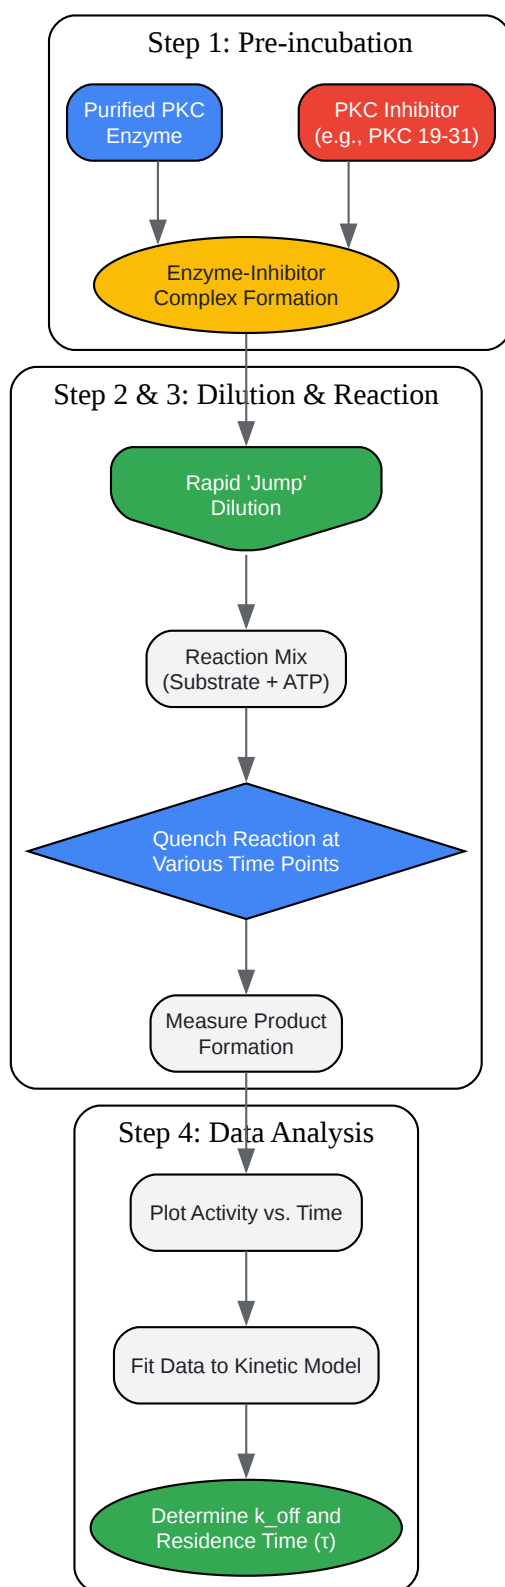 Step 1: Pre-incubation
Purified PKC
Enzyme
PKC Inhibitor
(e.g., PKC 19-31)
Enzyme-Inhibitor
Complex Formation
Step 2 & 3: Dilution & Reaction
Rapid 'Jump'
Dilution
Reaction Mix
(Substrate + ATP)
Quench Reaction at
Various Time Points
Measure Product
Formation
Step 4: Data Analysis
Plot Activity vs. Time
Fit Data to Kinetic Model
Determine k_off and
Residence Time (τ)